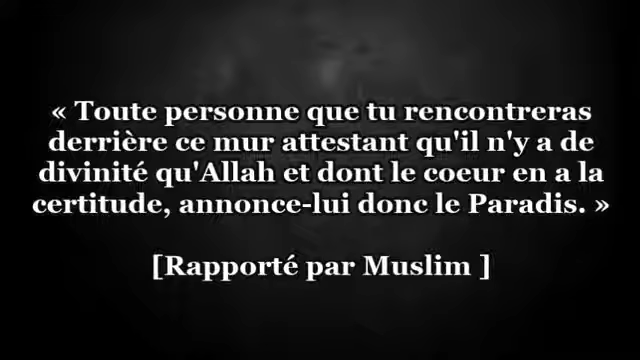 « Toute personne que tu rencontreras
derrière ce mur attestant qu'il n'y a de
divinité qu'Allah et dont le coeur en a la
certitude, annonce-lui donc le Paradis. »
[Rapporté par Muslim ]